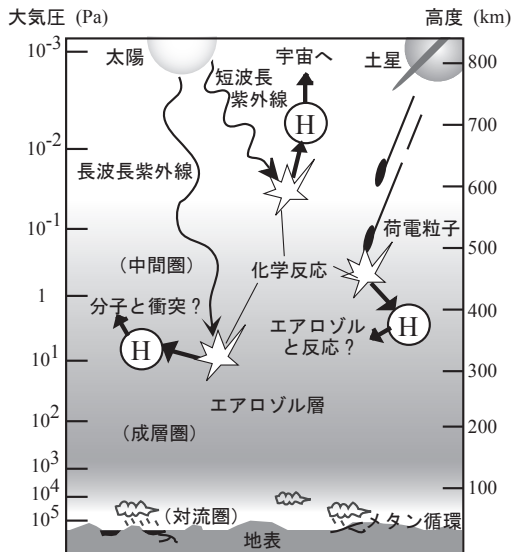 大気圧 (Pa)
高度 (km)
10-3
10-2
10-1
1
10¹
10²
10³
10⁴
10⁵
800
700
600
500
400
300
200
100
太陽
宇宙へ
土星
短波長
紫外線
H
長波長紫外線
荷電粒子
(中間圏)
化学反応
分子と衝突？
H
H
エアロゾル
と反応？
エアロゾル層
(成層圏)
(対流圏)
メタン循環
地表